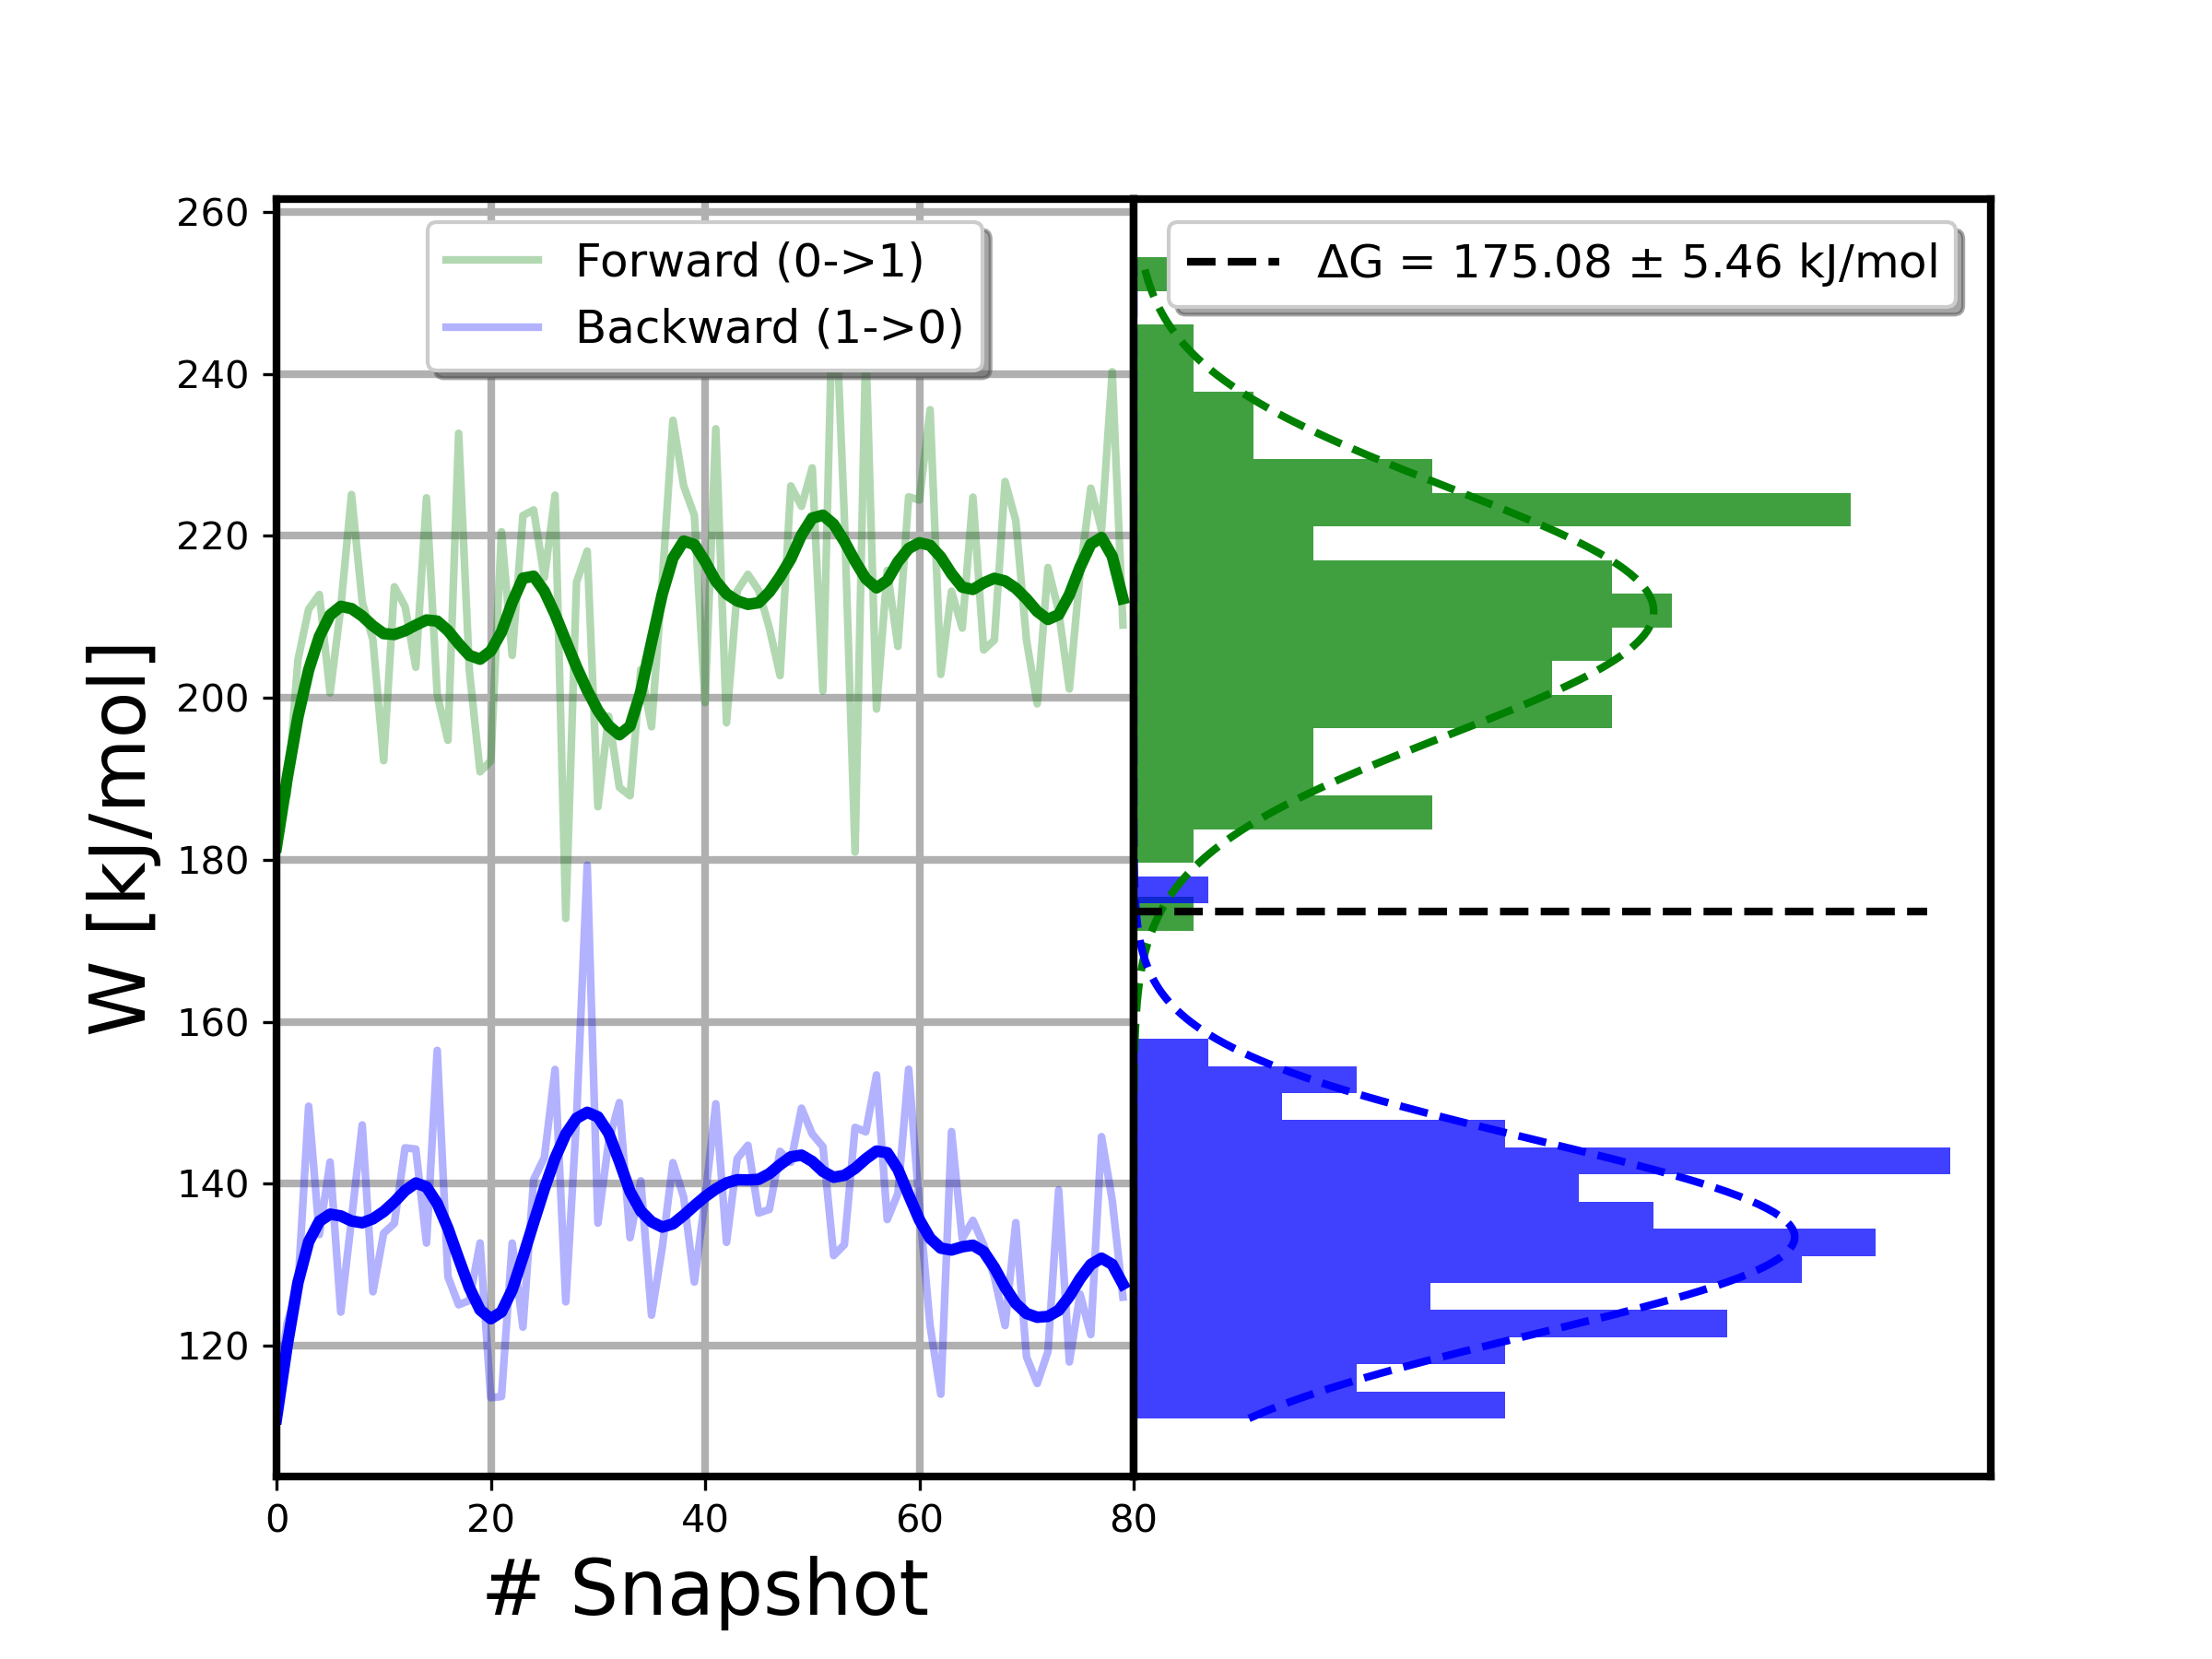 Forward (0->1)
Backward (1->0)
ΔG = 175.08 ± 5.46 kJ/mol
W [kJ/mol]
260
240
220
200
180
160
140
120
0 20 40 60 80
# Snapshot